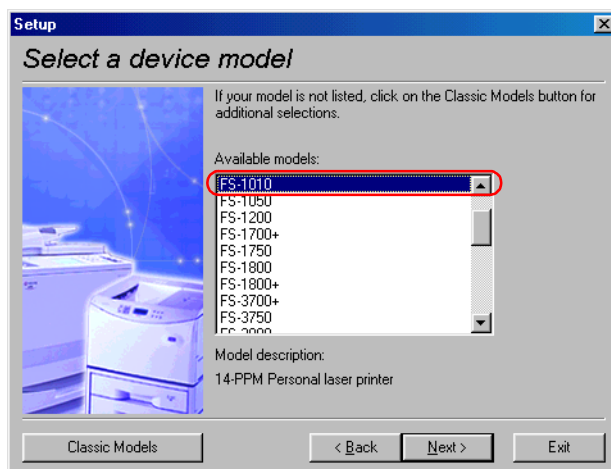 Setup
Select a device model
If your model is not listed, click on the Classic Models button for
additional selections.
Available models:
FS-1010
FS-1050
FS-1200
FS-1700+
FS-1750
FS-1800
FS-1800+
FS-3700+
FS-3750
Model description:
14-PPM Personal laser printer
Classic Models
< Back
Next >
Exit